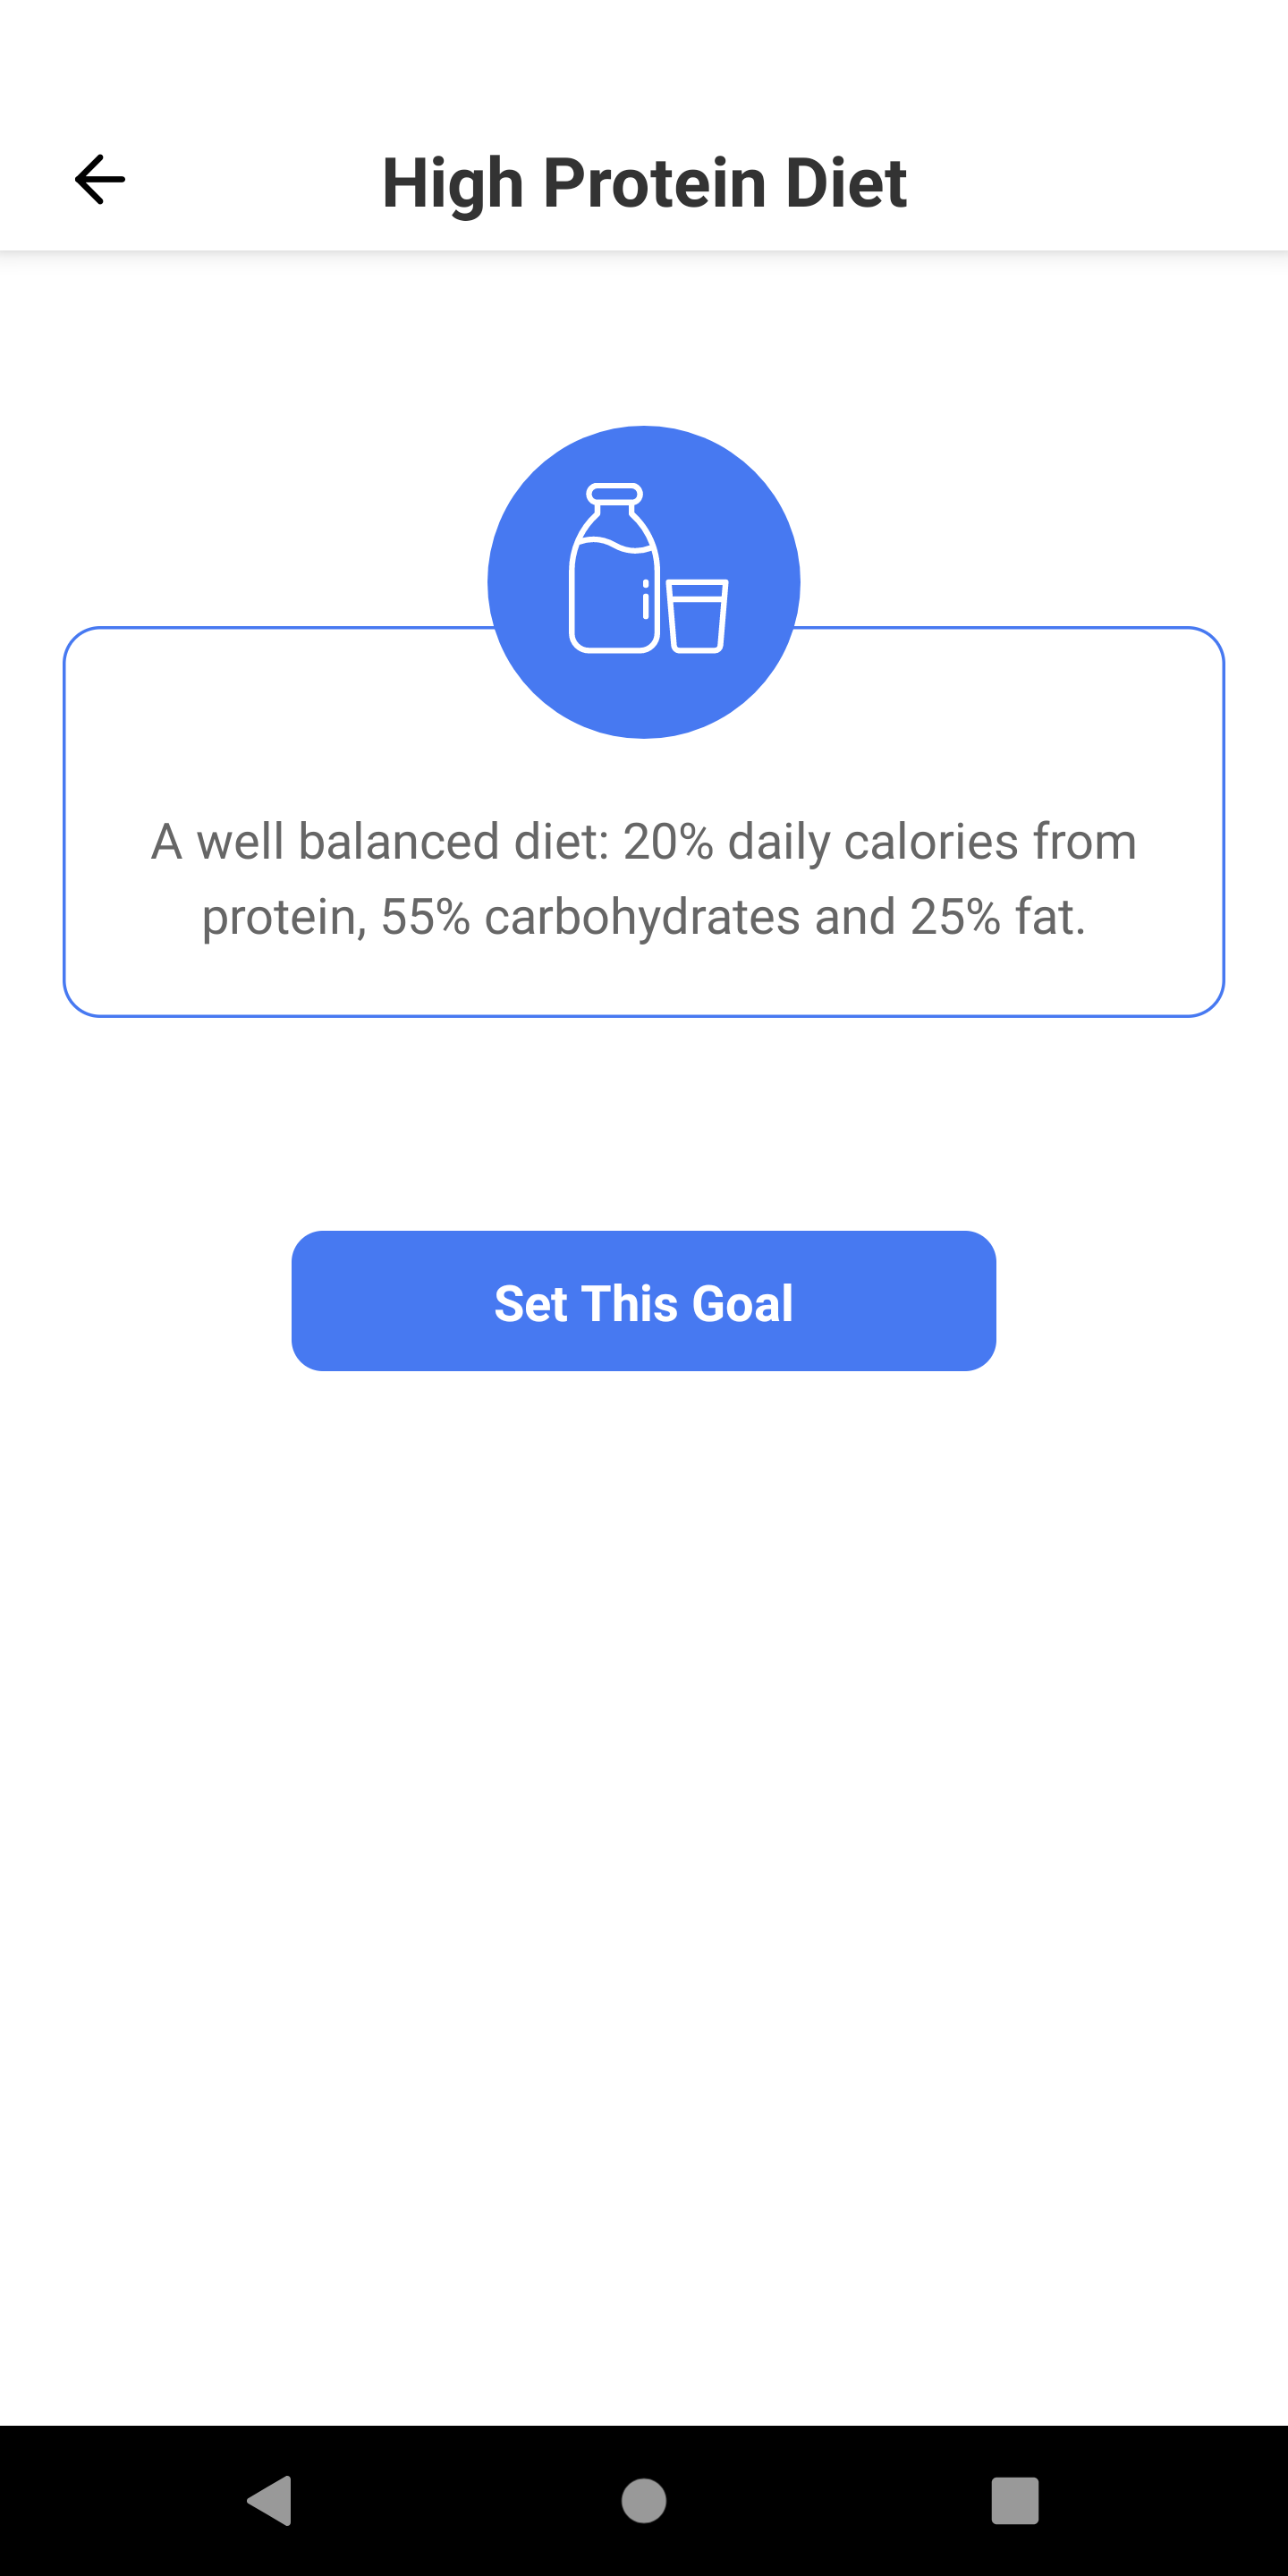 High Protein Diet
A well balanced diet: 20% daily calories from
protein, 55% carbohydrates and 25% fat.
Set This Goal